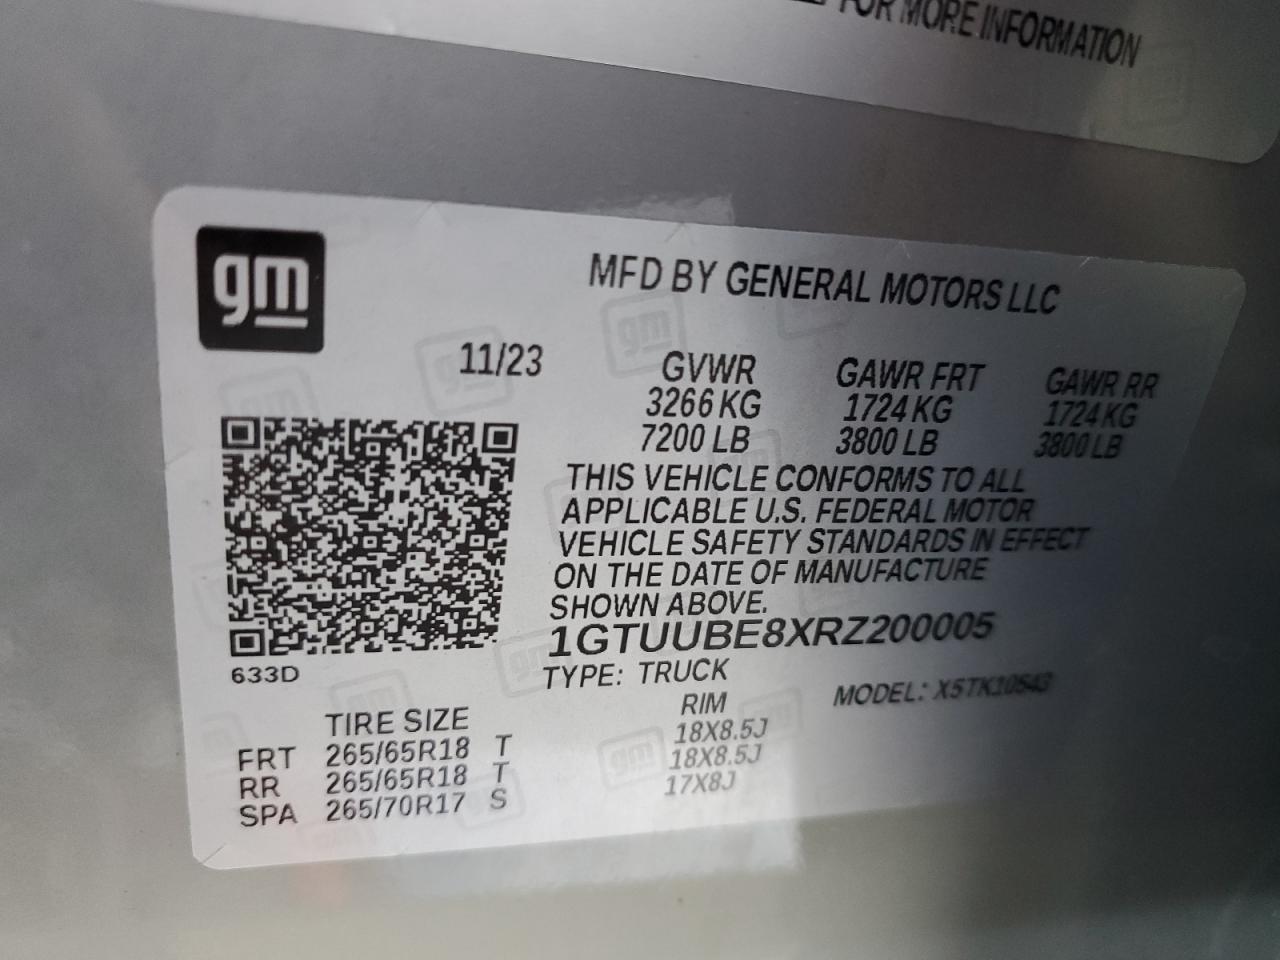 FOR MORE INFORMATION
gm
MFD BY GENERAL MOTORS LLC
11/23 GVWR GAWR FRT GAWR RR
3266 KG 1724 KG 1724 KG
7200 LB 3800 LB 3800 LB
THIS VEHICLE CONFORMS TO ALL
APPLICABLE U.S. FEDERAL MOTOR
VEHICLE SAFETY STANDARDS IN EFFECT
ON THE DATE OF MANUFACTURE
SHOWN ABOVE.
1GTUUBE8XRZ200005
633D
TYPE: TRUCK
MODEL: X5TK10543
TIRE SIZE RIM
FRT 265/65R18 T 18X8.5J
RR 265/65R18 T 18X8.5J
SPA 265/70R17 S 17X8J